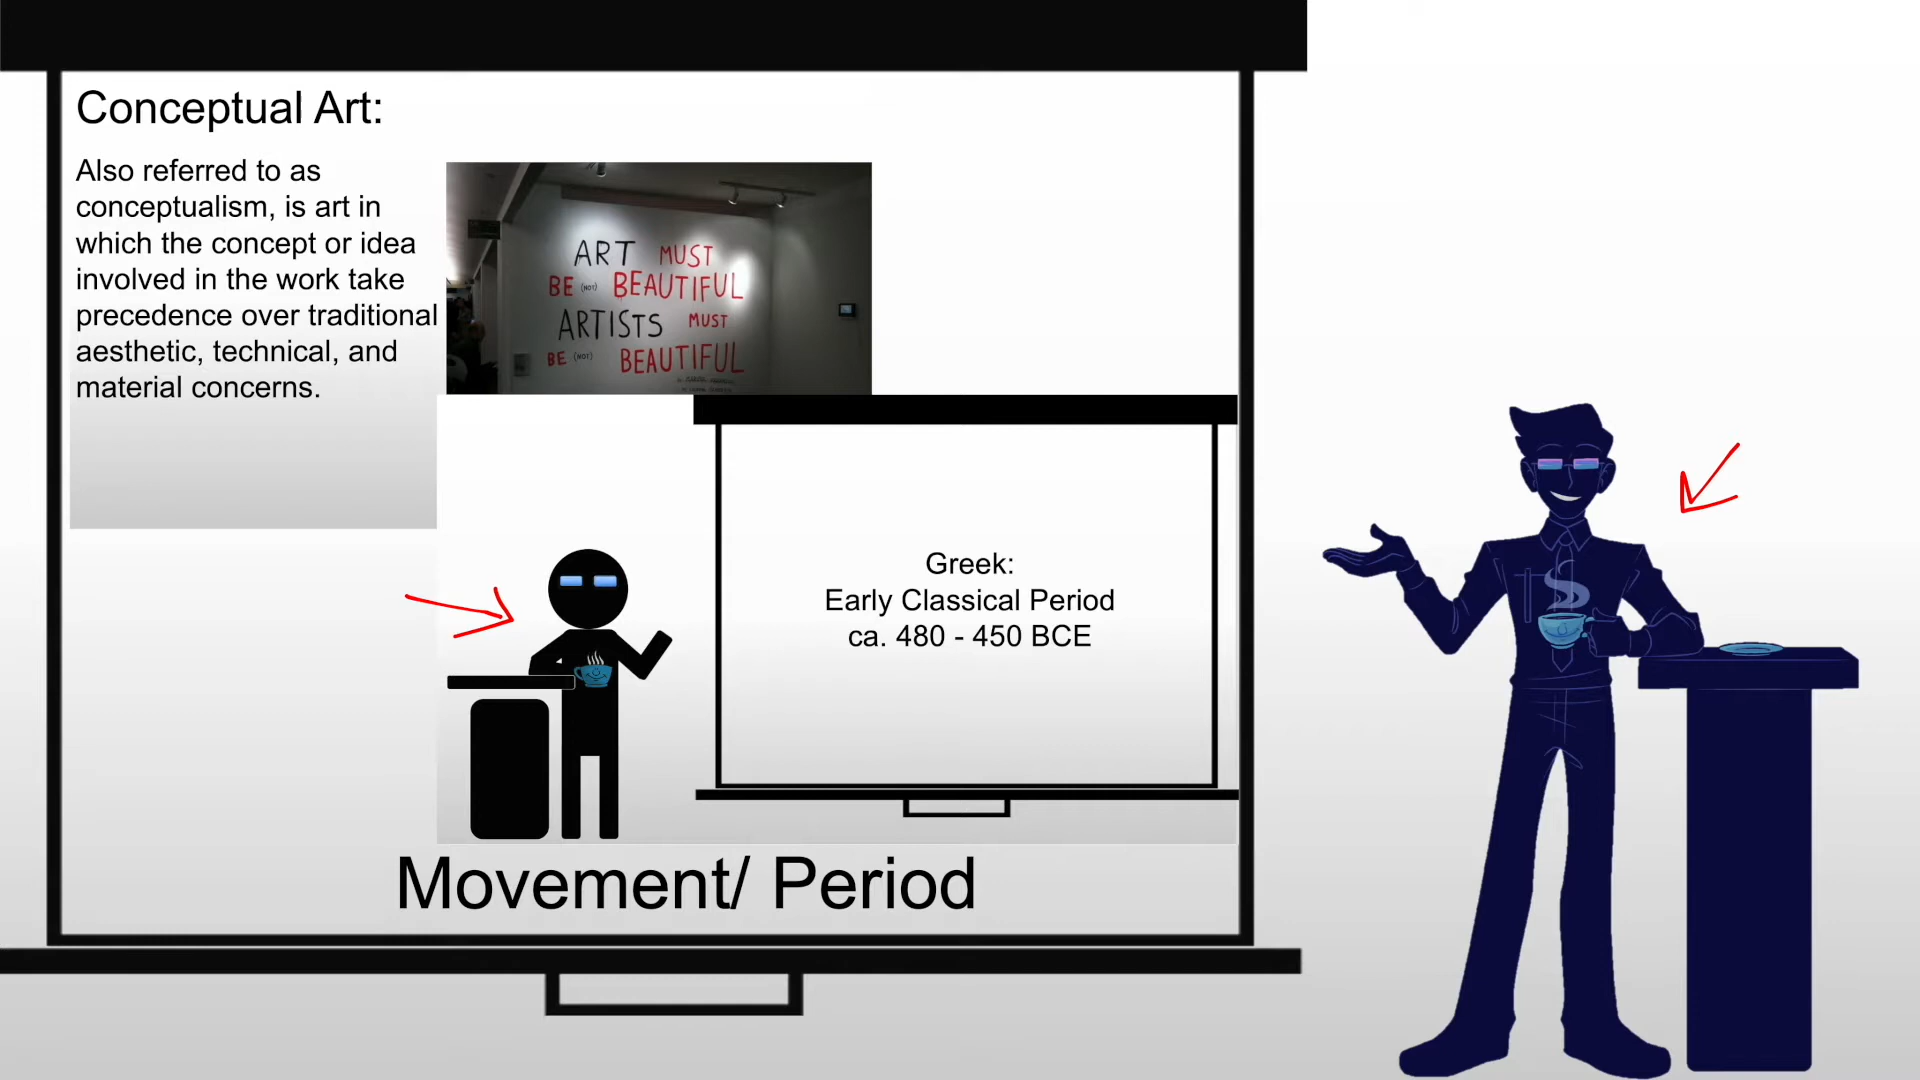 Conceptual Art:
Also referred to as
conceptualism, is art in
which the concept or idea
involved in the work take
precedence over traditional
aesthetic, technical, and
material concerns.
ART MUST
BE (NOT) BEAUTIFUL
ARTISTS MUST
BE (NOT) BEAUTIFUL
Greek:
Early Classical Period
ca. 480 - 450 BCE
Movement/ Period